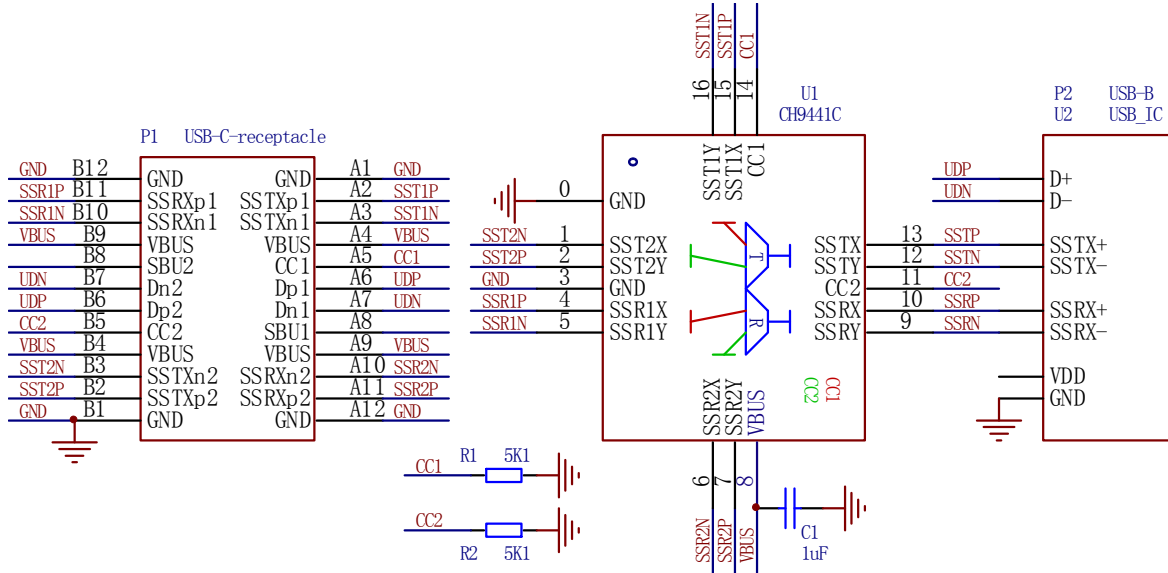 P1 USB-C-receptacle
GND B12 GND GND A1 GND
SSR1P B11 SSRXp1 SSTXp1 A2 SST1P
SSR1N B10 SSRXn1 SSTXn1 A3 SST1N
VBUS B9 VBUS VBUS A4 VBUS
B8 SBU2 CC1 A5 CC1
UDN B7 Dn2 Dp1 A6 UDP
UDP B6 Dp2 Dn1 A7 UDN
CC2 B5 CC2 SBU1 A8
VBUS B4 VBUS VBUS A9 VBUS
SST2N B3 SSTXn2 SSRXn2 A10 SSR2N
SST2P B2 SSTXp2 SSRXp2 A11 SSR2P
GND B1 GND GND A12 GND
CC1 R1 5K1
CC2 R2 5K1
SST1N SST1P CC1
16 15 14
U1
CH9441C
SST1Y SST1X CC1
0 GND
SST2N 1 SST2X
SST2P 2 SST2Y
GND 3 GND
SSR1P 4 SSR1X
SSR1N 5 SSR1Y
T
R
SSTX 13 SSTP
SSTY 12 SSTN
CC2 11 CC2
SSRX 10 SSRP
SSRY 9 SSRN
CC2 CC1
SSR2X SSR2Y VBUS
6 7 8
SSR2N SSR2P VBUS
C1
1uF
P2 USB-B
U2 USB_IC
UDP D+
UDN D-
SSTX+
SSTX-
SSRX+
SSRX-
VDD
GND